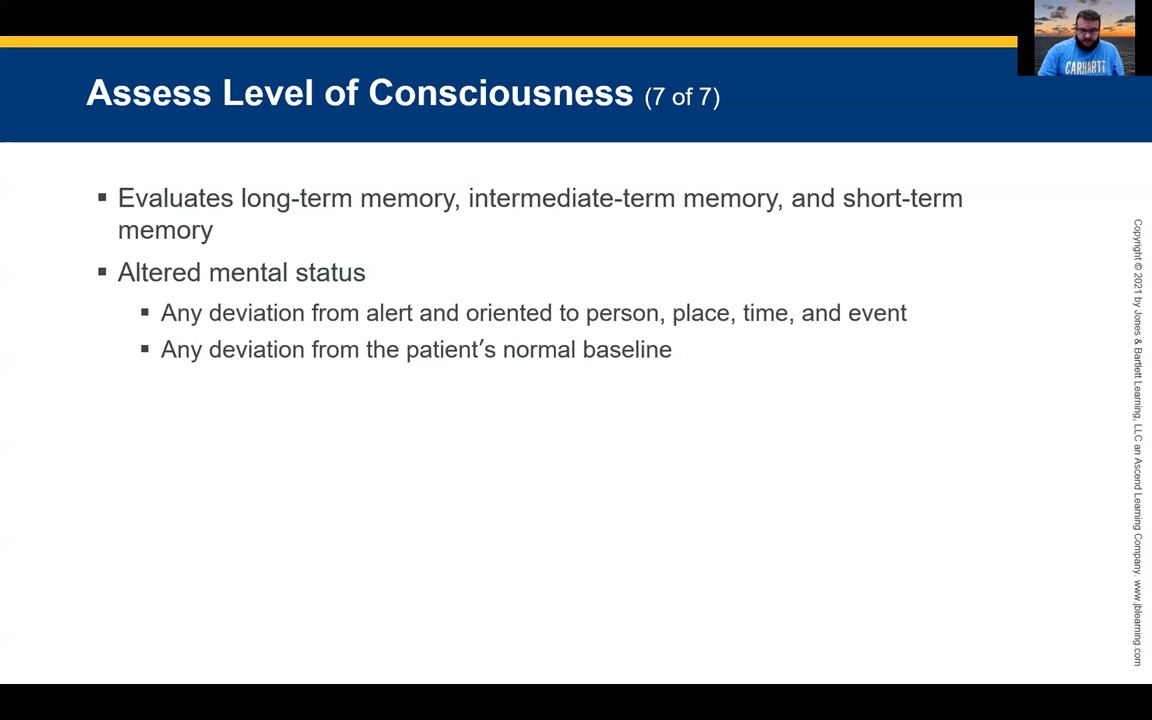 Assess Level of Consciousness (7 of 7)
CARHARTT
▪ Evaluates long-term memory, intermediate-term memory, and short-term
memory
▪ Altered mental status
▪ Any deviation from alert and oriented to person, place, time, and event
▪ Any deviation from the patient′s normal baseline
Copyright © 2021 by Jones & Bartlett Learning, LLC an Ascend Learning Company. www.jblearning.com